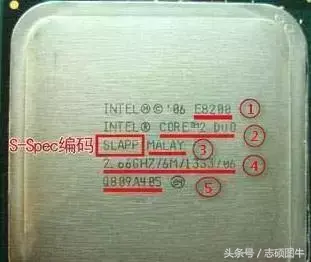 INTEL®©'06 E8200 ①
INTEL® CORE™2 DUO ②
S-Spec编码 SLAPP MALAY ③
2.66GHZ/6M/1333/06 ④
Q809A485 ⑤
头条号/志硕图牛